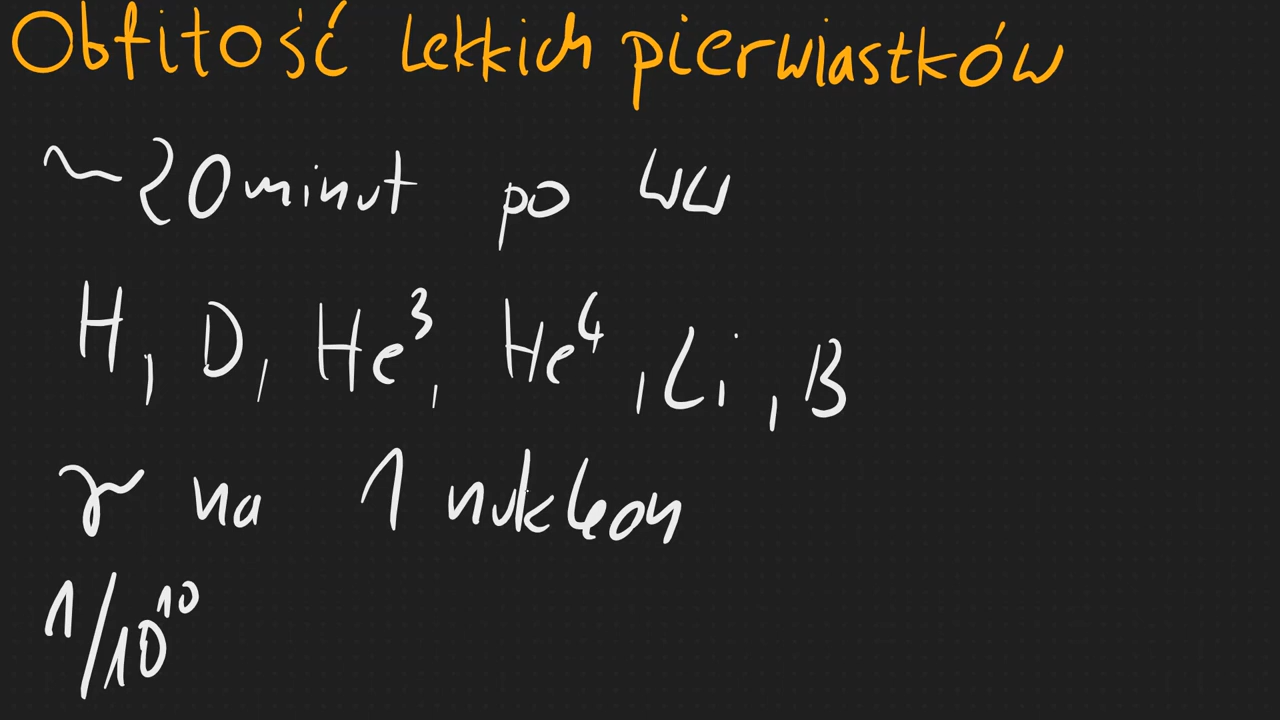 Obfitość lekkich pierwiastków
~20minut po WW
H, D, He³, He⁴, Li, B
γ na 1 nukleon
1/10¹⁰